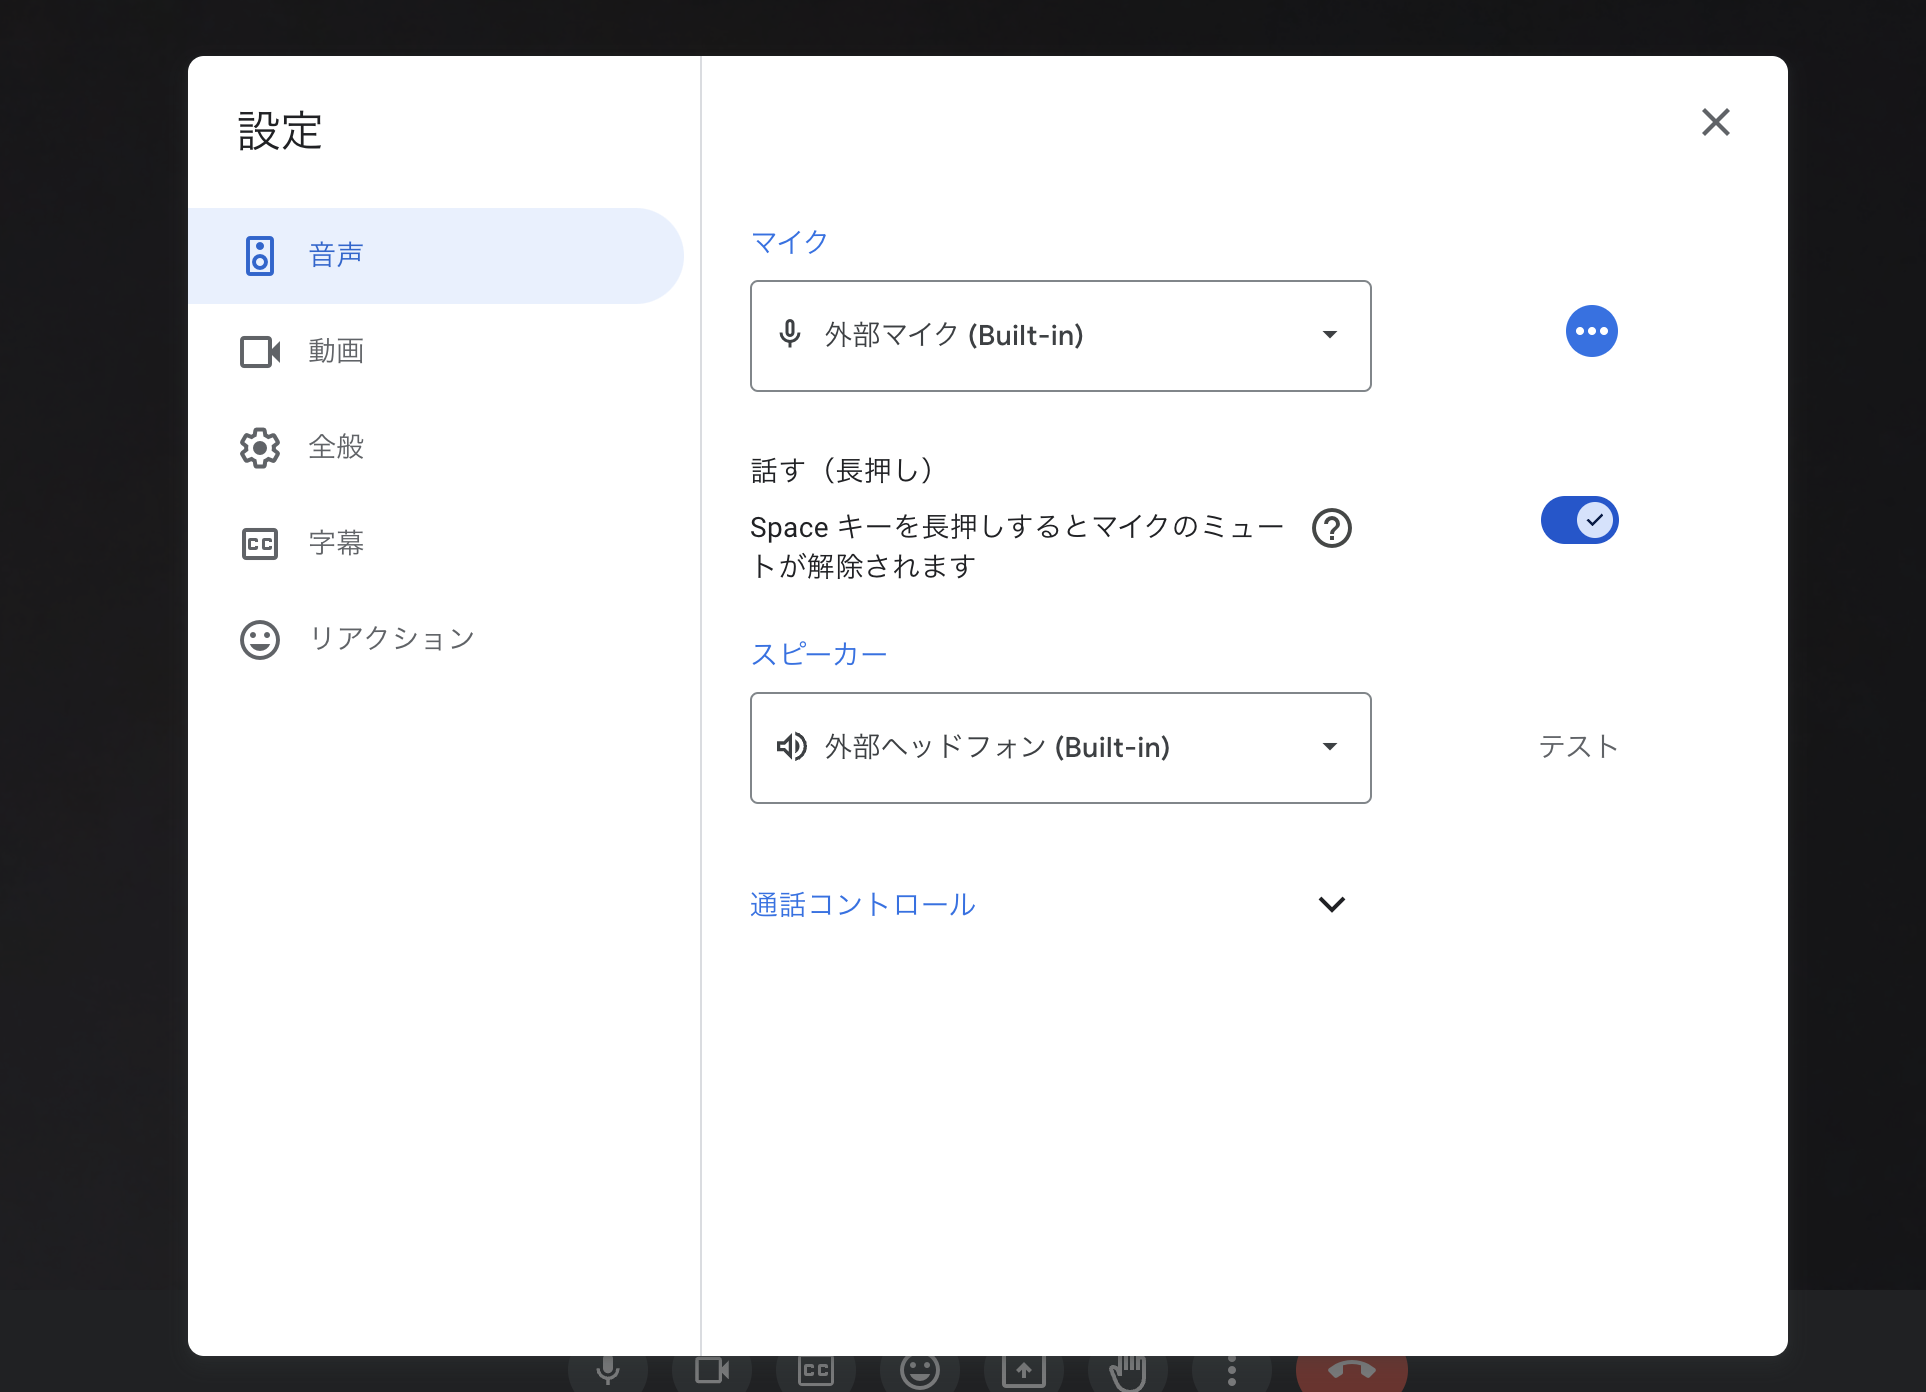 設定
音声
動画
全般
字幕
リアクション
マイク
外部マイク (Built-in)
話す（長押し）
Space キーを長押しするとマイクのミュー
トが解除されます
スピーカー
外部ヘッドフォン (Built-in)
テスト
通話コントロール